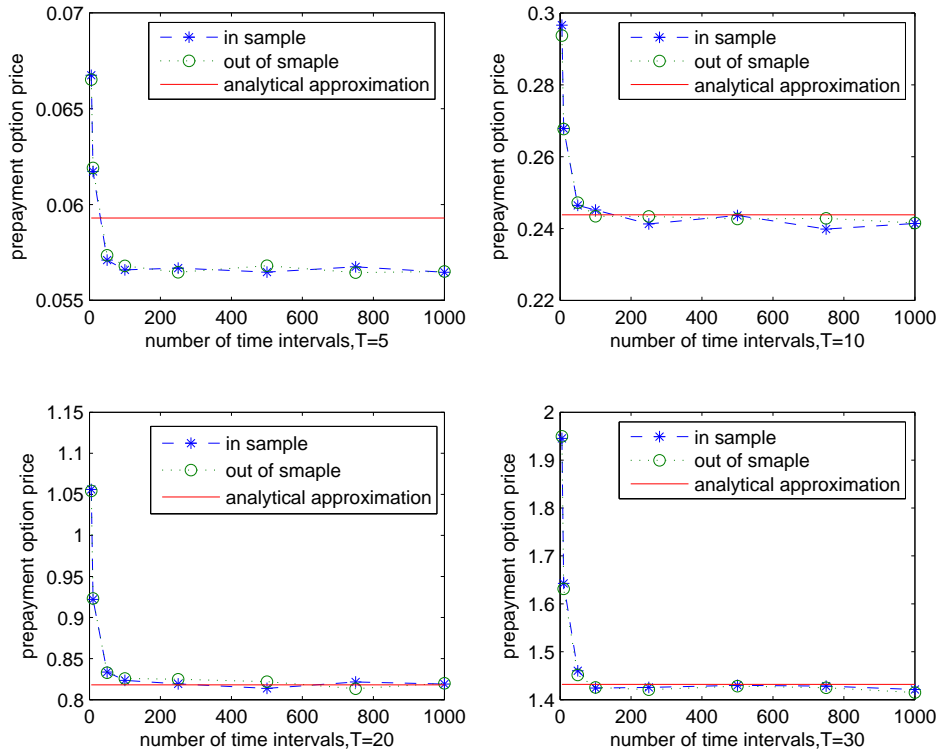 0.07
0.065
0.06
0.055
prepayment option price
in sample
out of smaple
analytical approximation
0 200 400 600 800 1000
number of time intervals,T=5
0.3
0.28
0.26
0.24
0.22
prepayment option price
in sample
out of smaple
analytical approximation
0 200 400 600 800 1000
number of time intervals,T=10
1.15
1.1
1.05
1
0.95
0.9
0.85
0.8
prepayment option price
in sample
out of smaple
analytical approximation
0 200 400 600 800 1000
number of time intervals,T=20
2
1.9
1.8
1.7
1.6
1.5
1.4
prepayment option price
in sample
out of smaple
analytical approximation
0 200 400 600 800 1000
number of time intervals,T=30